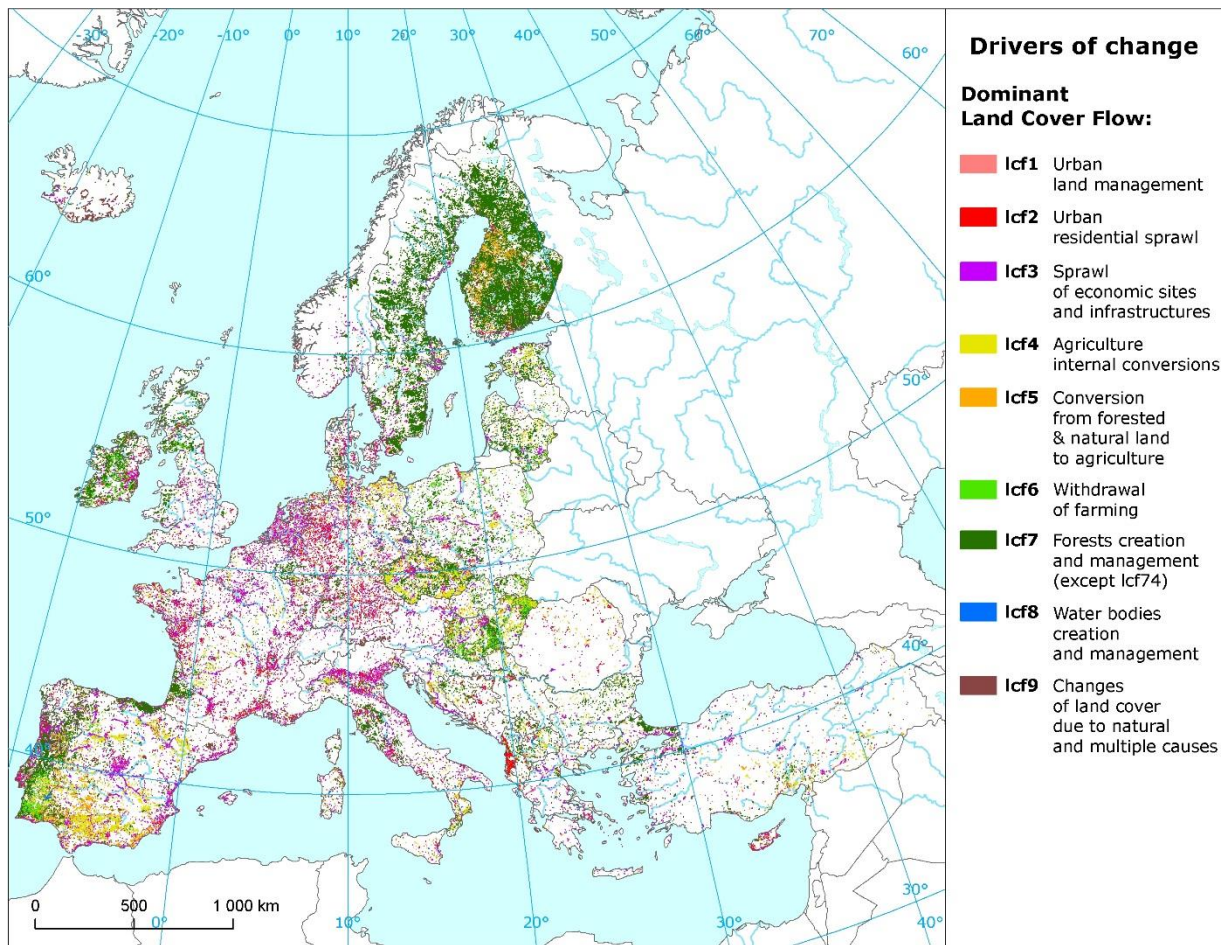 -30° -20° -10° 0° 10° 20° 30° 40° 50° 60° 70° 60°
60°
50°
50°
40°
40°
30°
0 500 1 000 km
0° 10° 20° 30° 40°
Drivers of change
Dominant
Land Cover Flow:
lcf1 Urban
land management
lcf2 Urban
residential sprawl
lcf3 Sprawl
of economic sites
and infrastructures
lcf4 Agriculture
internal conversions
lcf5 Conversion
from forested
& natural land
to agriculture
lcf6 Withdrawal
of farming
lcf7 Forests creation
and management
(except lcf74)
lcf8 Water bodies
creation
and management
lcf9 Changes
of land cover
due to natural
and multiple causes